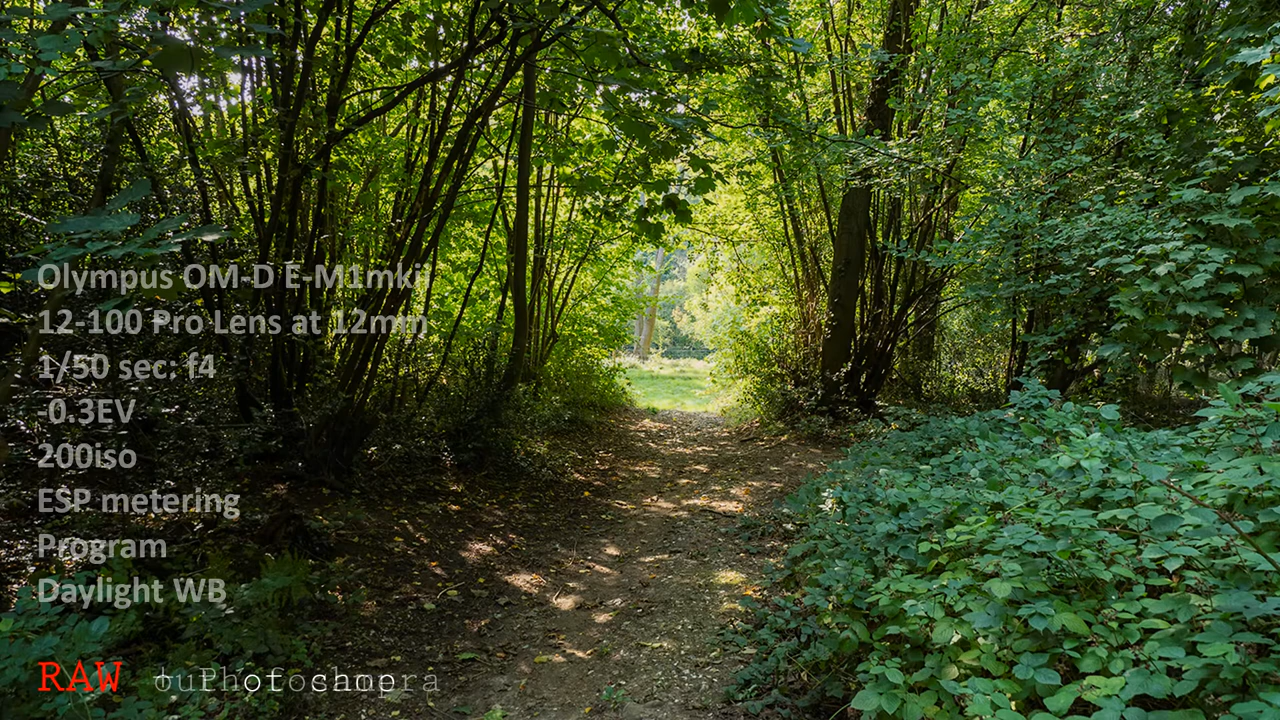 Olympus OM-D E-M1mkii
12-100 Pro Lens at 12mm
1/50 sec: f4
-0.3EV
200iso
ESP metering
Program
Daylight WB
RAW